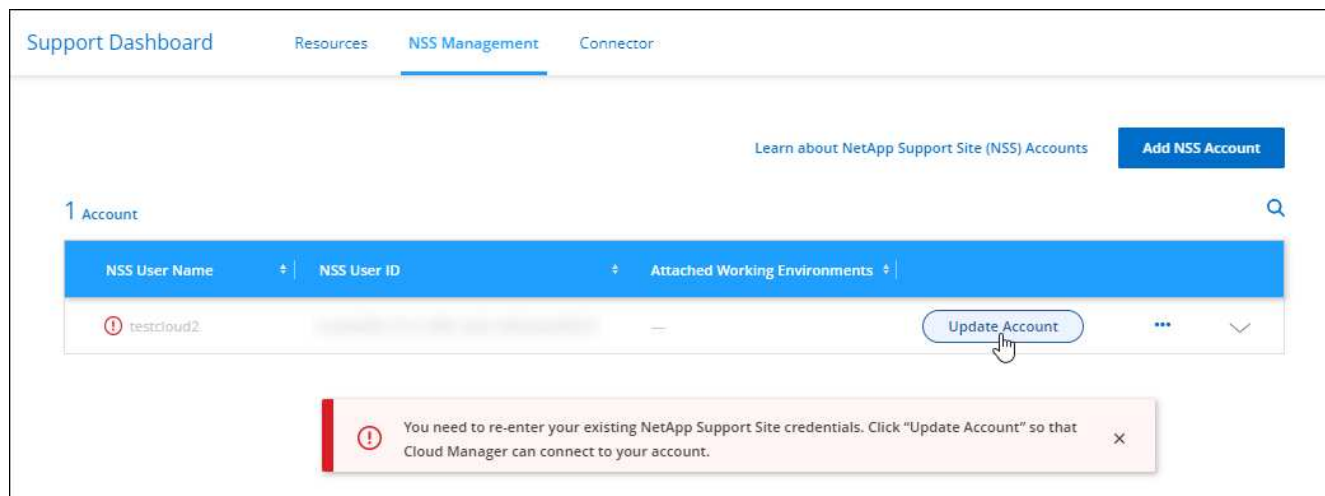 Support Dashboard Resources NSS Management Connector
Learn about NetApp Support Site (NSS) Accounts Add NSS Account
1 Account
NSS User Name NSS User ID Attached Working Environments
testcloud2 — Update Account
You need to re-enter your existing NetApp Support Site credentials. Click “Update Account” so that
Cloud Manager can connect to your account.